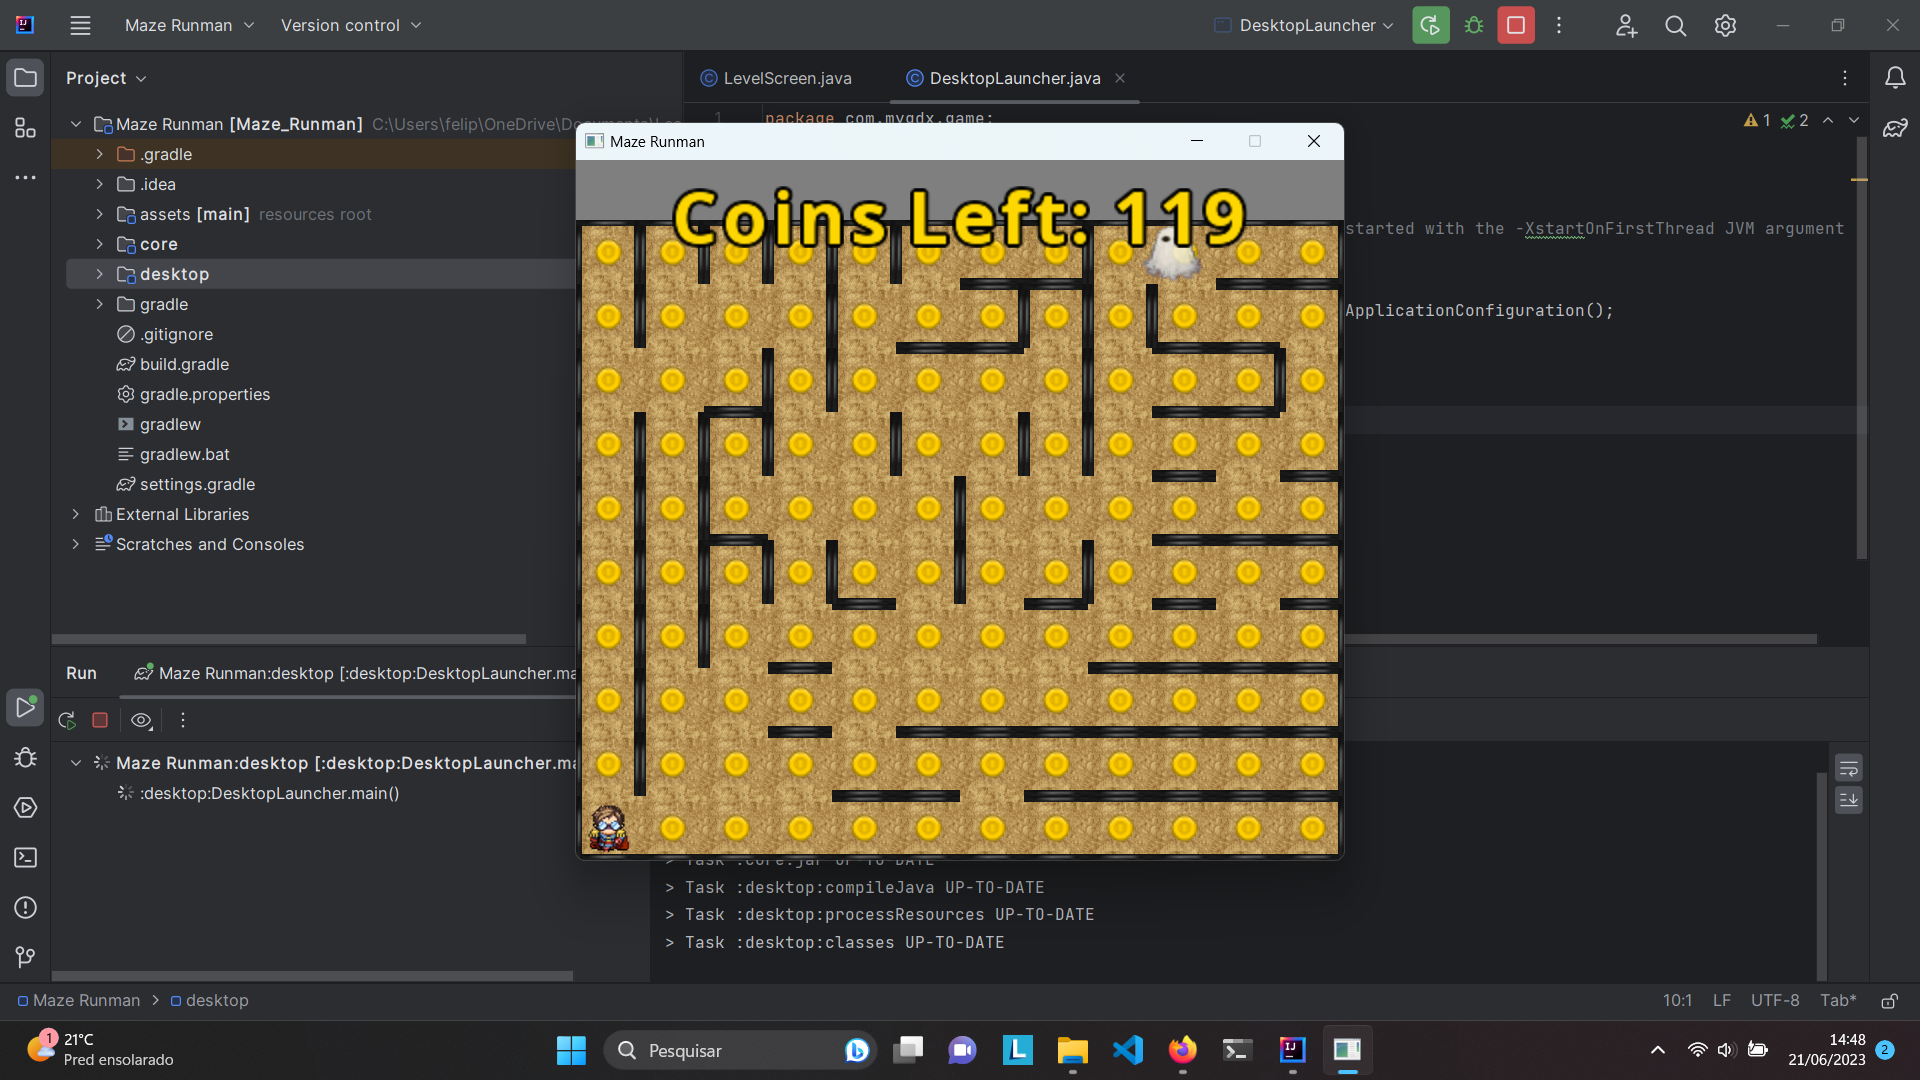 Maze Runman
Version control
DesktopLauncher
Project
LevelScreen.java
DesktopLauncher.java
Maze Runman [Maze_Runman] C:\Users\felip\OneDrive\Documents\
1
package com.mygdx.game;
1
2
Maze Runman
.gradle
.idea
assets [main] resources root
Coins Left: 119
started with the -XstartOnFirstThread JVM argument
core
desktop
gradle
ApplicationConfiguration();
.gitignore
build.gradle
gradle.properties
gradlew
gradlew.bat
settings.gradle
External Libraries
Scratches and Consoles
Run
Maze Runman:desktop [:desktop:DesktopLauncher.ma
Maze Runman:desktop [:desktop:DesktopLauncher.ma
:desktop:DesktopLauncher.main()
> Task :core:jar UP-TO-DATE
> Task :desktop:compileJava UP-TO-DATE
> Task :desktop:processResources UP-TO-DATE
> Task :desktop:classes UP-TO-DATE
Maze Runman
desktop
10:1
LF
UTF-8
Tab*
1
21°C
Pred ensolarado
Pesquisar
14:48
21/06/2023
2